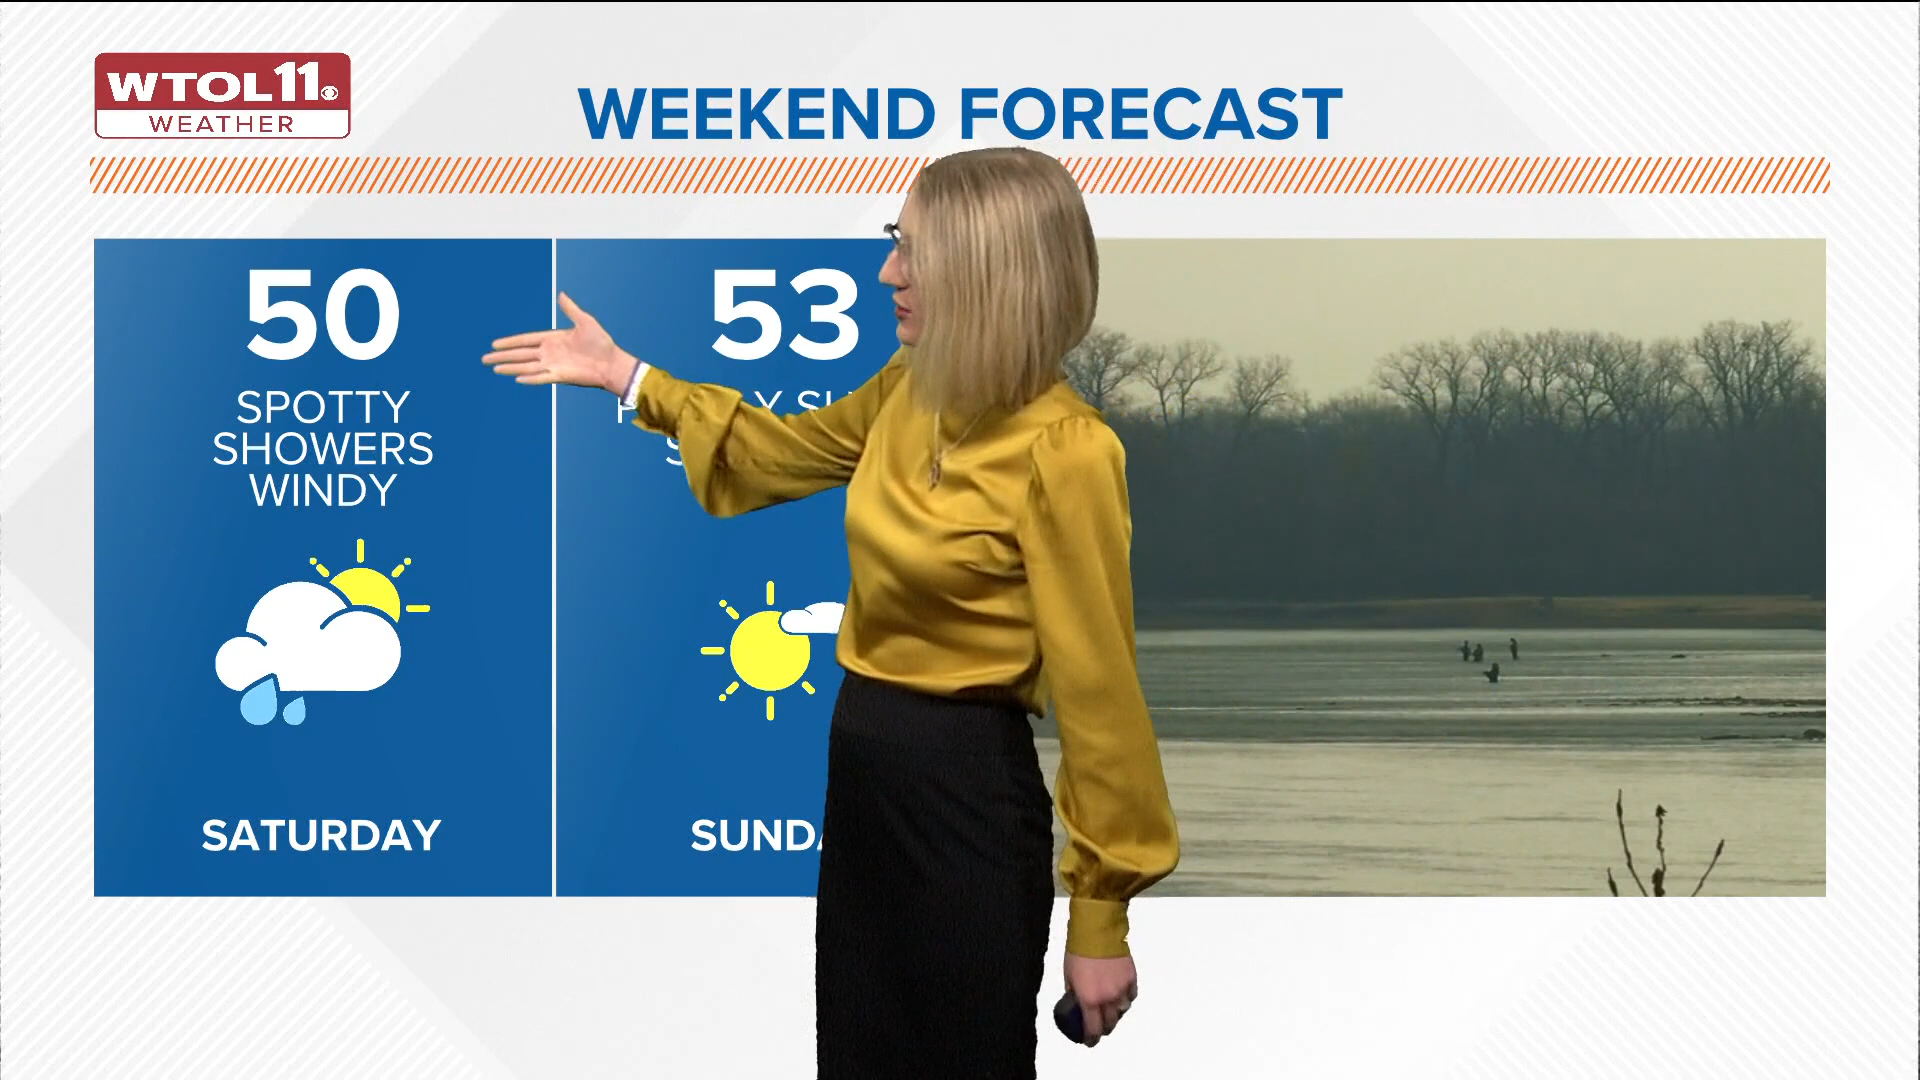 WTOL11
WEATHER
WEEKEND FORECAST
50
SPOTTY
SHOWERS
WINDY
SATURDAY
53